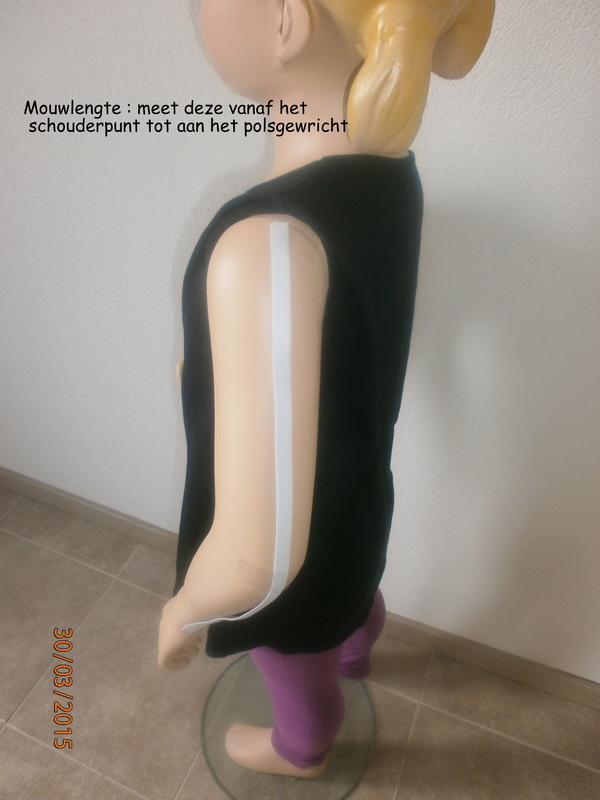 Mouwlengte : meet deze vanaf het
schouderpunt tot aan het polsgewricht
30/03/2015